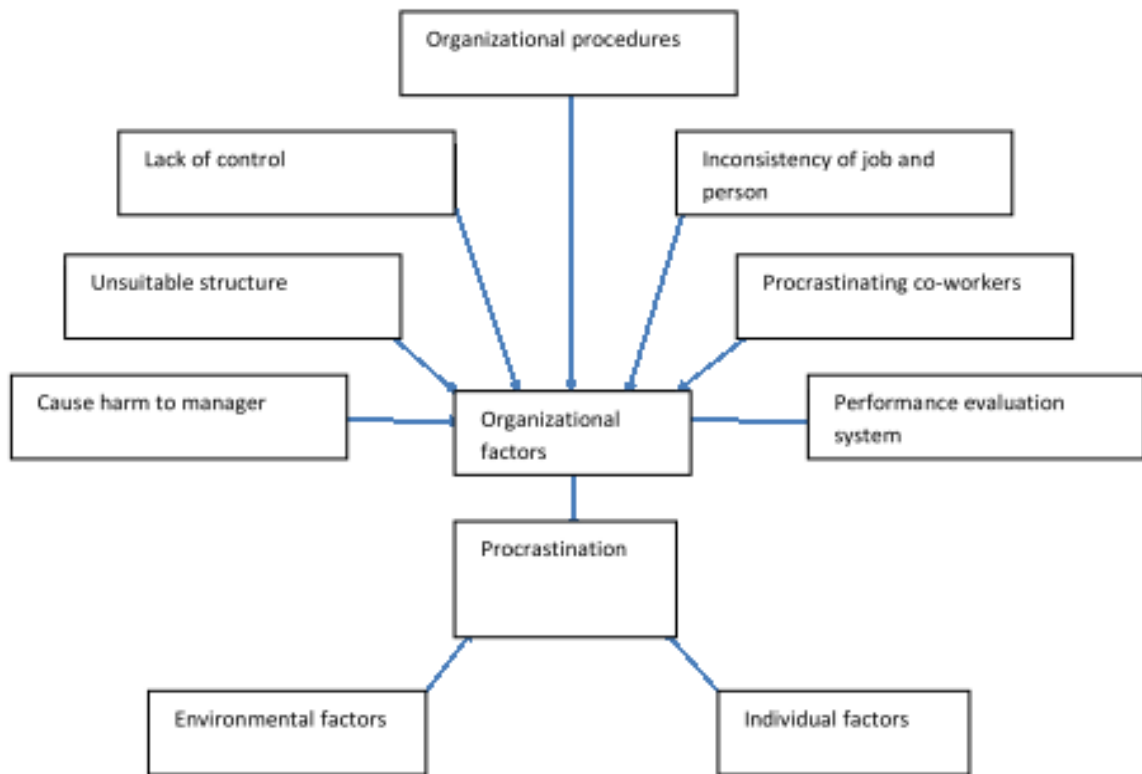 Organizational procedures
Lack of control
Inconsistency of job and
person
Unsuitable structure
Procrastinating co-workers
Cause harm to manager
Organizational
factors
Performance evaluation
system
Procrastination
Environmental factors
Individual factors